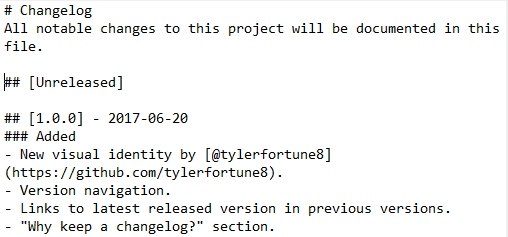 # Changelog
All notable changes to this project will be documented in this
file.

## [Unreleased]

## [1.0.0] - 2017-06-20
### Added
- New visual identity by [@tylerfortune8]
(https://github.com/tylerfortune8).
- Version navigation.
- Links to latest released version in previous versions.
- "Why keep a changelog?" section.